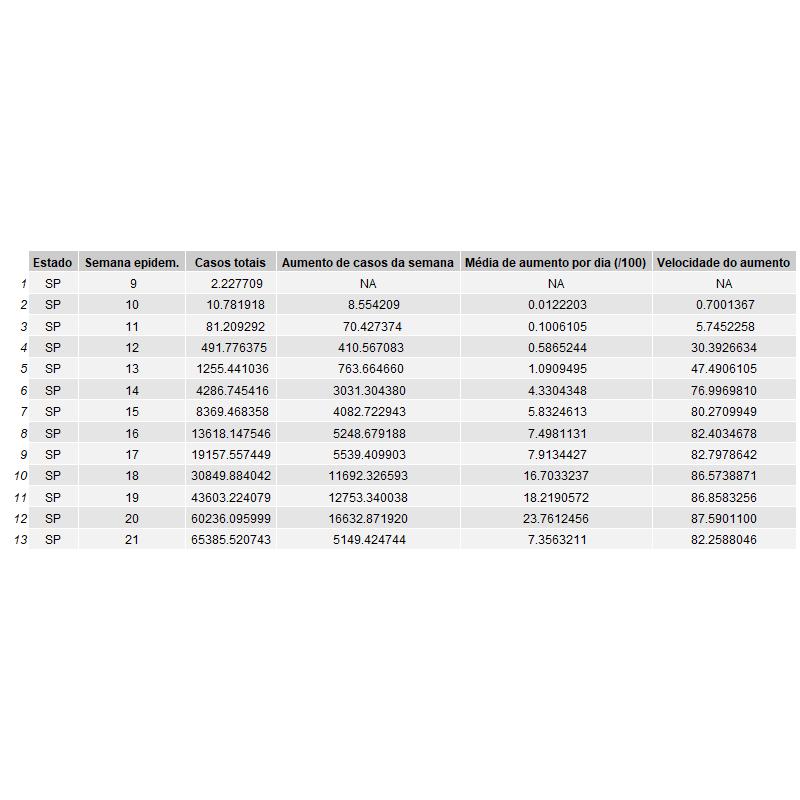 Estado Semana epidem. Casos totais Aumento de casos da semana Média de aumento por dia (/100) Velocidade do aumento
1 SP 9 2.227709 NA NA NA
2 SP 10 10.781918 8.554209 0.0122203 0.7001367
3 SP 11 81.209292 70.427374 0.1006105 5.7452258
4 SP 12 491.776375 410.567083 0.5865244 30.3926634
5 SP 13 1255.441036 763.664660 1.0909495 47.4906105
6 SP 14 4286.745416 3031.304380 4.3304348 76.9969810
7 SP 15 8369.468358 4082.722943 5.8324613 80.2709949
8 SP 16 13618.147546 5248.679188 7.4981131 82.4034678
9 SP 17 19157.557449 5539.409903 7.9134427 82.7978642
10 SP 18 30849.884042 11692.326593 16.7033237 86.5738871
11 SP 19 43603.224079 12753.340038 18.2190572 86.8583256
12 SP 20 60236.095999 16632.871920 23.7612456 87.5901100
13 SP 21 65385.520743 5149.424744 7.3563211 82.2588046